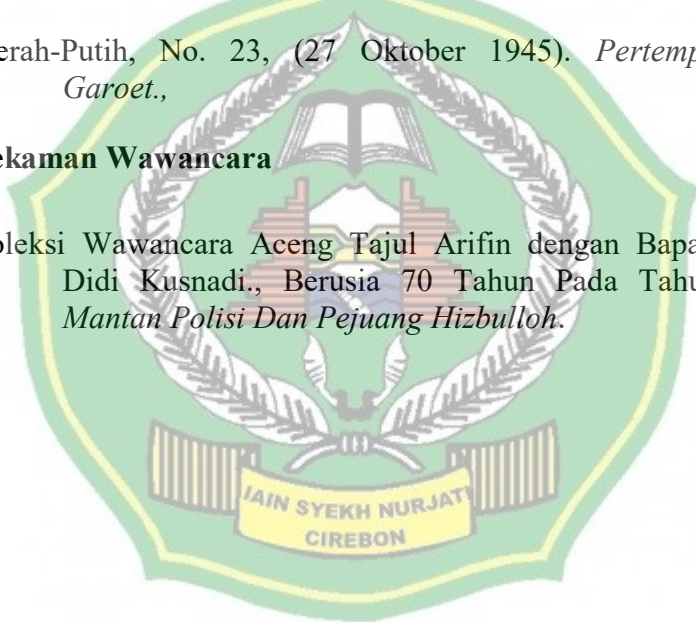 erah-Putih, No. 23, (27 Oktober 1945). Pertemp
Garoet.,
ekaman Wawancara
oleksi Wawancara Aceng Tajul Arifin dengan Bapa
Didi Kusnadi., Berusia 70 Tahun Pada Tahu
Mantan Polisi Dan Pejuang Hizbulloh.
IAIN SYEKH NURJATI
CIREBON